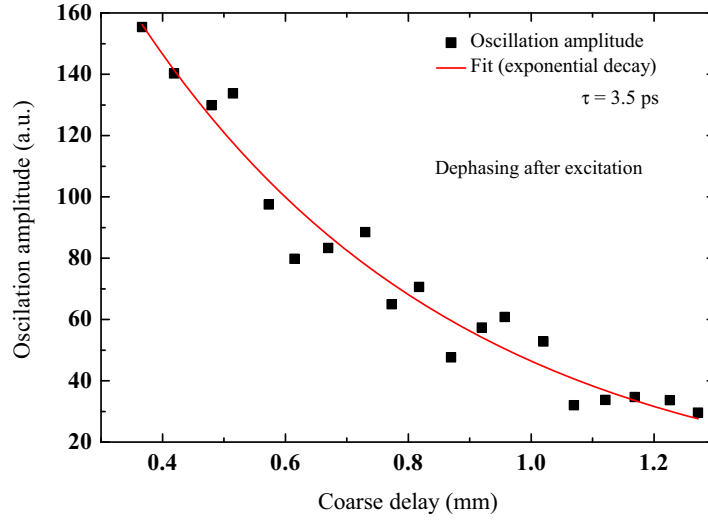 160
140
120
100
80
60
40
20
0.4 0.6 0.8 1.0 1.2
Oscilation amplitude (a.u.)
Coarse delay (mm)
Oscillation amplitude
Fit (exponential decay)
τ = 3.5 ps
Dephasing after excitation